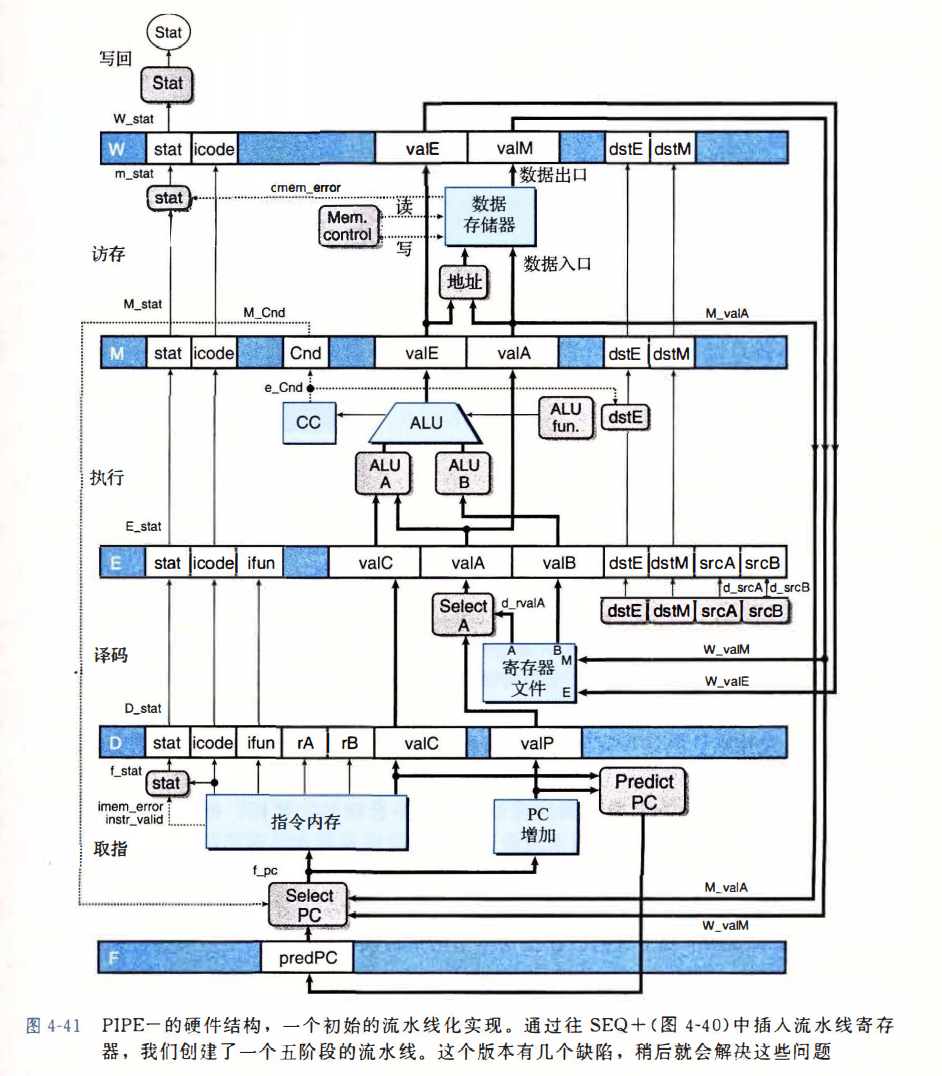 Stat
写回
Stat
W_stat
W stat icode valE valM dstE dstM
m_stat
数据出口
stat
cmem_error
读
数据
存储器
Mem.
control
写
访存
数据入口
地址
M_stat
M_Cnd
M_valA
M stat icode Cnd valE valA dstE dstM
e_Cnd
CC
ALU
ALU
fun.
dstE
执行
ALU
A
ALU
B
E_stat
E stat icode ifun valC valA valB dstE dstM srcA srcB
d_srcA d_srcB
Select
A
d_rvalA
dstE dstM srcA srcB
译码
A B
M
寄存器
文件
E
W_valM
W_valE
D_stat
D stat icode ifun rA rB valC valP
f_stat
stat
Predict
PC
imem_error
instr_valid
指令内存
PC
增加
取指
f_pc
M_valA
Select
PC
W_valM
F predPC
图 4-41 PIPE一的硬件结构，一个初始的流水线化实现。通过往 SEQ+(图 4-40)中插入流水线寄存
器，我们创建了一个五阶段的流水线。这个版本有几个缺陷，稍后就会解决这些问题